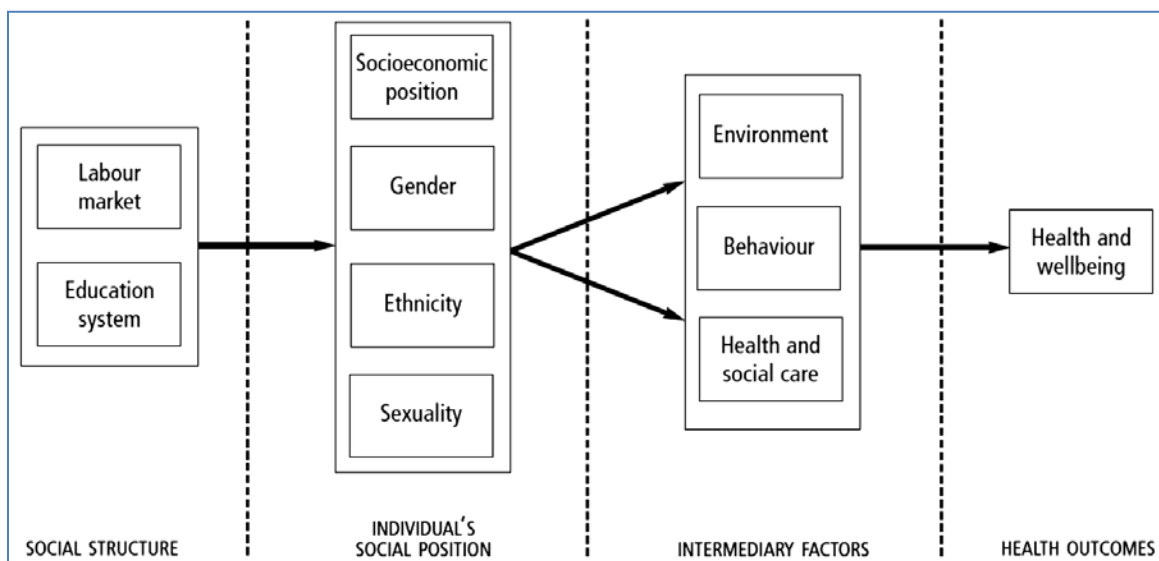 Labour
market
Education
system
Socioeconomic
position
Gender
Ethnicity
Sexuality
Environment
Behaviour
Health and
social care
Health and
wellbeing
SOCIAL STRUCTURE
INDIVIDUAL'S
SOCIAL POSITION
INTERMEDIARY FACTORS
HEALTH OUTCOMES